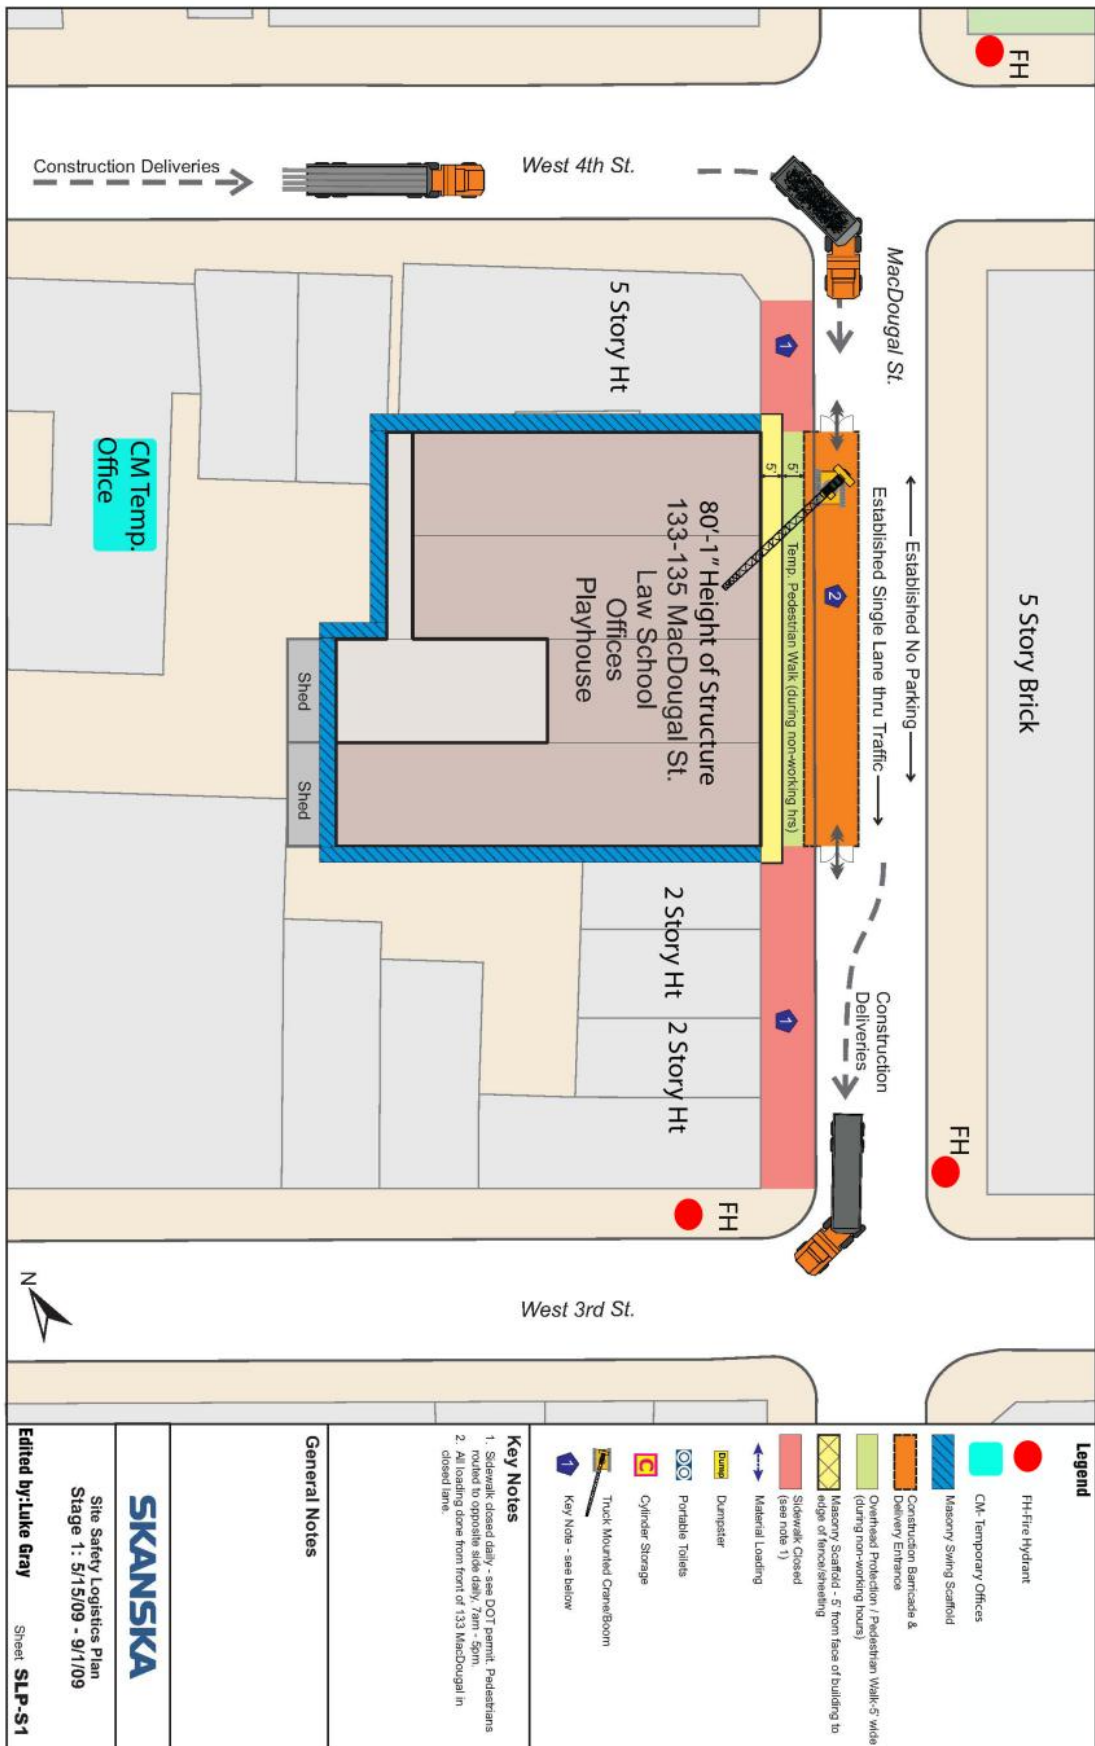 FH
Construction Deliveries
West 4th St.
MacDougal St.
5 Story Ht
1
CM Temp.
Office
80'-1" Height of Structure
133-135 MacDougal St.
Law School
Offices
Playhouse
5'
5'
Temp. Pedestrian Walk (during non-working hrs)
2
Established No Parking
Established Single Lane thru Traffic
5 Story Brick
Shed
Shed
2 Story Ht
2 Story Ht
1
Construction
Deliveries
FH
FH
West 3rd St.
N
Legend
FH-Fire Hydrant
CM- Temporary Offices
Masonry Swing Scaffold
Construction Barricade &
Delivery Entrance
Overhead Protection / Pedestrian Walk-5' wide
(during non-working hours)
Masonry Scaffold - 5' from face of building to
edge of fence/sheeting
Sidewalk Closed
(see note 1)
Material Loading
Dump
Dumpster
Portable Toilets
C
Cylinder Storage
Truck Mounted Crane/Boom
1
Key Note - see below
Key Notes
1. Sidewalk closed daily - see DOT permit. Pedestrians
routed to opposite side daily, 7am - 5pm.
2. All loading done from front of 133 MacDougal in
closed lane.
General Notes
SKANSKA
Site Safety Logistics Plan
Stage 1: 5/15/09 - 9/1/09
Edited by:Luke Gray
Sheet SLP-S1